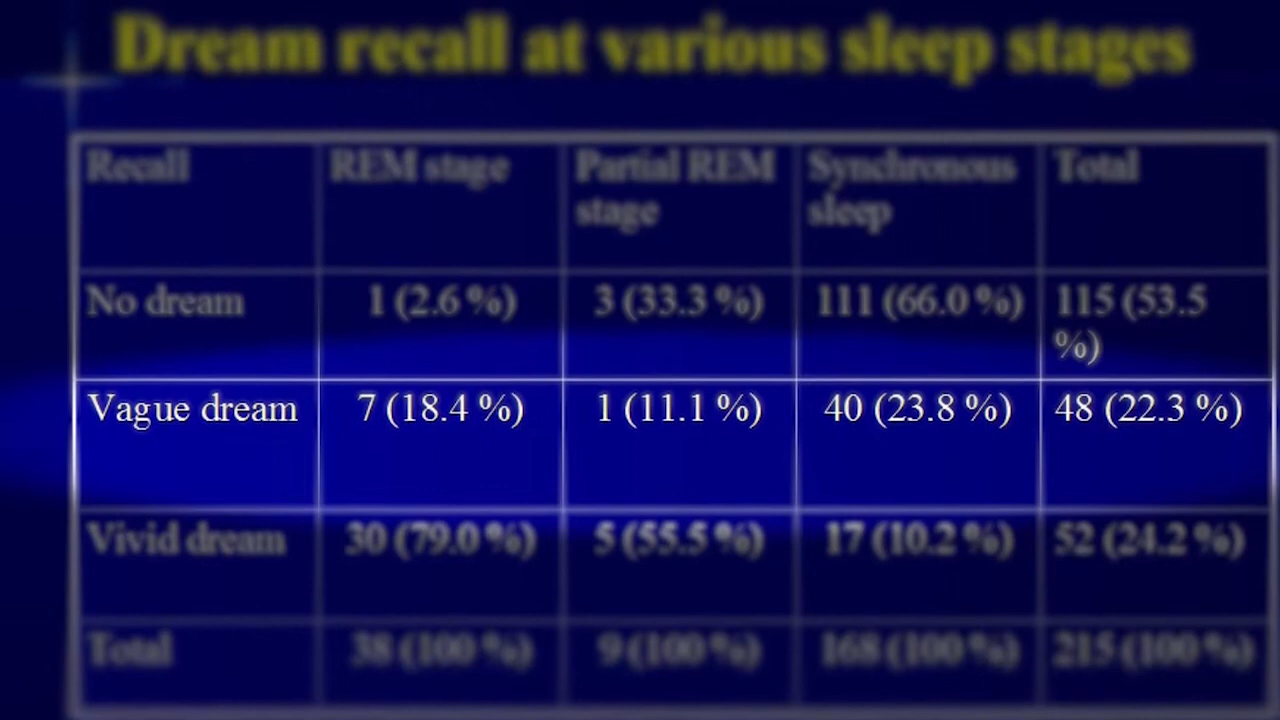 Dream recall at various sleep stages
Recall REM stage Partial REM Synchronous Total
stage sleep
No dream 1 (2.6 %) 3 (33.3 %) 111 (66.0 %) 115 (53.5
%)
Vague dream 7 (18.4 %) 1 (11.1 %) 40 (23.8 %) 48 (22.3 %)
Vivid dream 30 (79.0 %) 5 (55.5 %) 17 (10.2 %) 52 (24.2 %)
Total 38 (100 %) 9 (100 %) 168 (100 %) 215 (100 %)